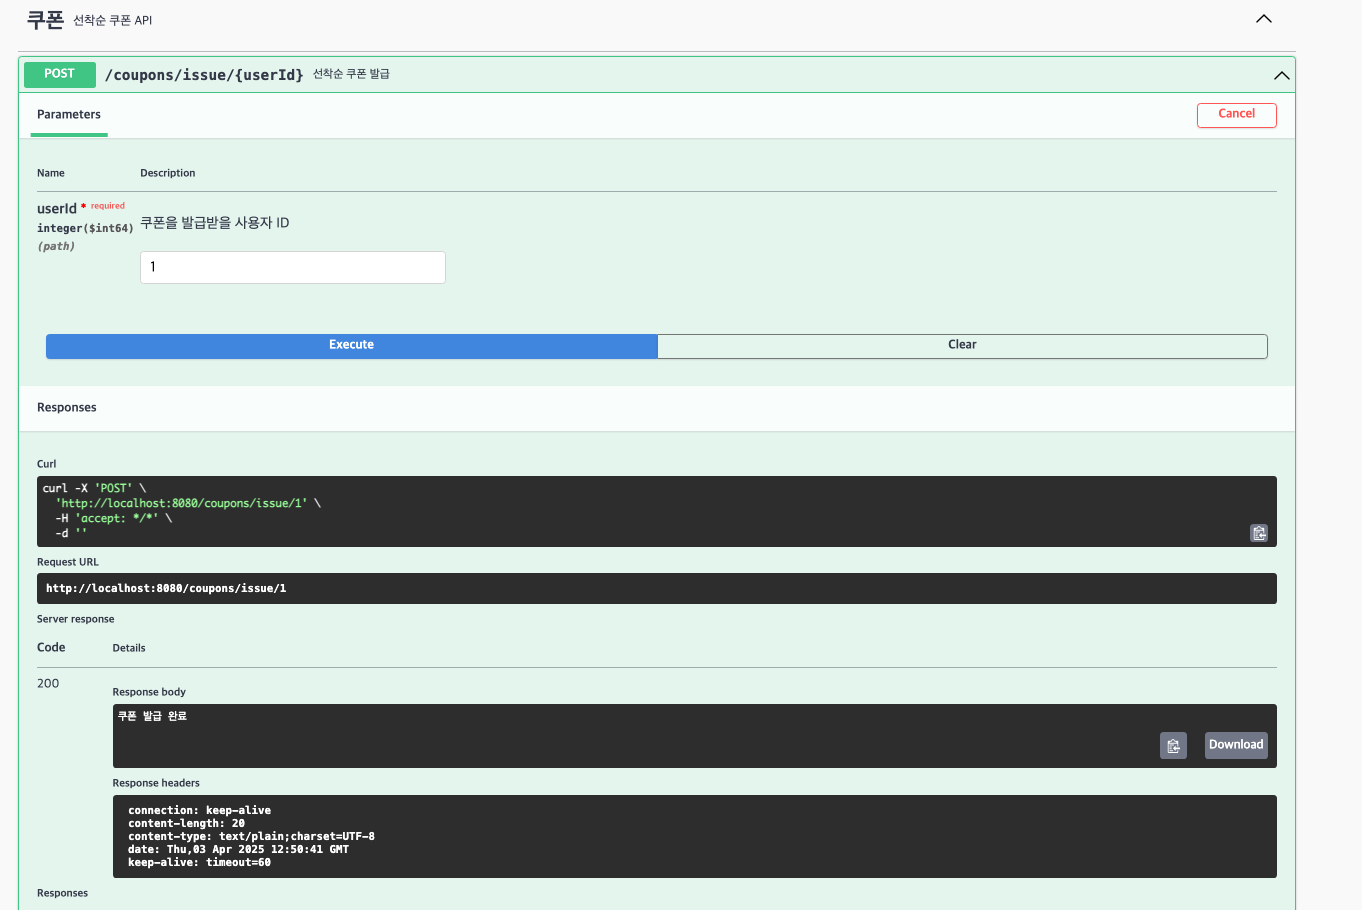 쿠폰 선착순 쿠폰 API
POST /coupons/issue/{userId} 선착순 쿠폰 발급
Parameters
Cancel
Name Description
userId * required
integer($int64)
(path)
쿠폰을 발급받을 사용자 ID
1
Execute
Clear
Responses
Curl
curl -X 'POST' \
'http://localhost:8080/coupons/issue/1' \
-H 'accept: */*' \
-d ''
Request URL
http://localhost:8080/coupons/issue/1
Server response
Code Details
200
Response body
쿠폰 발급 완료
Download
Response headers
connection: keep-alive
content-length: 20
content-type: text/plain;charset=UTF-8
date: Thu,03 Apr 2025 12:50:41 GMT
keep-alive: timeout=60
Responses